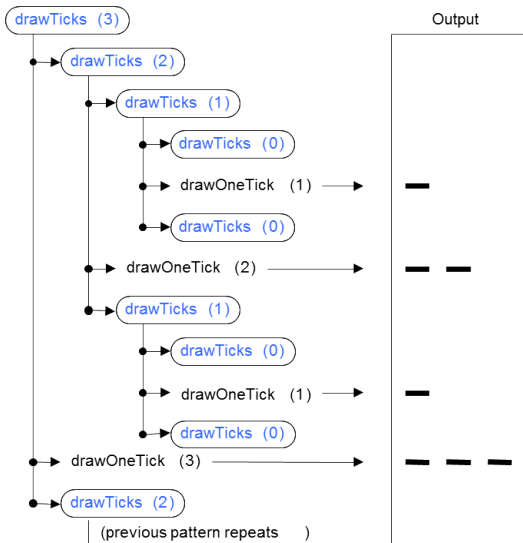 drawTicks (3) Output
drawTicks (2)
drawTicks (1)
drawTicks (0)
drawOneTick (1)
drawTicks (0)
drawOneTick (2)
drawTicks (1)
drawTicks (0)
drawOneTick (1)
drawTicks (0)
drawOneTick (3)
drawTicks (2)
(previous pattern repeats )